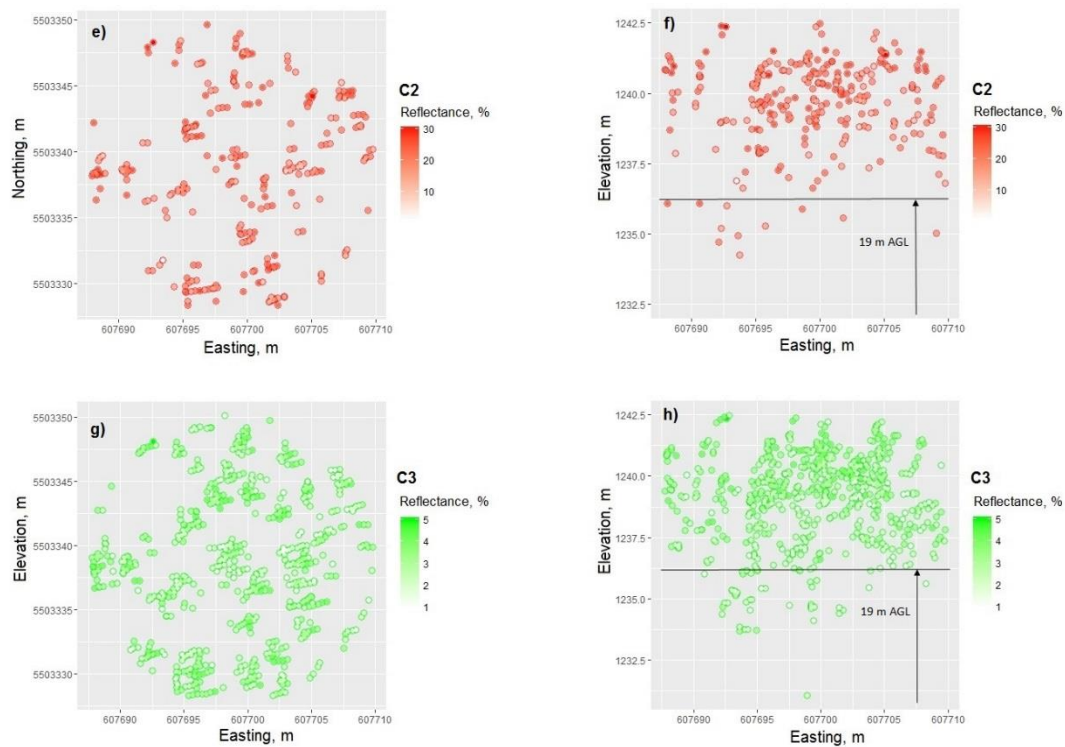 e)
5503350
5503345
5503340
5503335
5503330
Northing, m
607690 607695 607700 607705 607710
Easting, m
C2
Reflectance, %
30
20
10
f)
1242.5
1240.0
1237.5
1235.0
1232.5
Elevation, m
19 m AGL
607690 607695 607700 607705 607710
Easting, m
C2
Reflectance, %
30
20
10
g)
5503350
5503345
5503340
5503335
5503330
Elevation, m
607690 607695 607700 607705 607710
Easting, m
C3
Reflectance, %
5
4
3
2
1
h)
1242.5
1240.0
1237.5
1235.0
1232.5
Elevation, m
19 m AGL
607690 607695 607700 607705 607710
Easting, m
C3
Reflectance, %
5
4
3
2
1